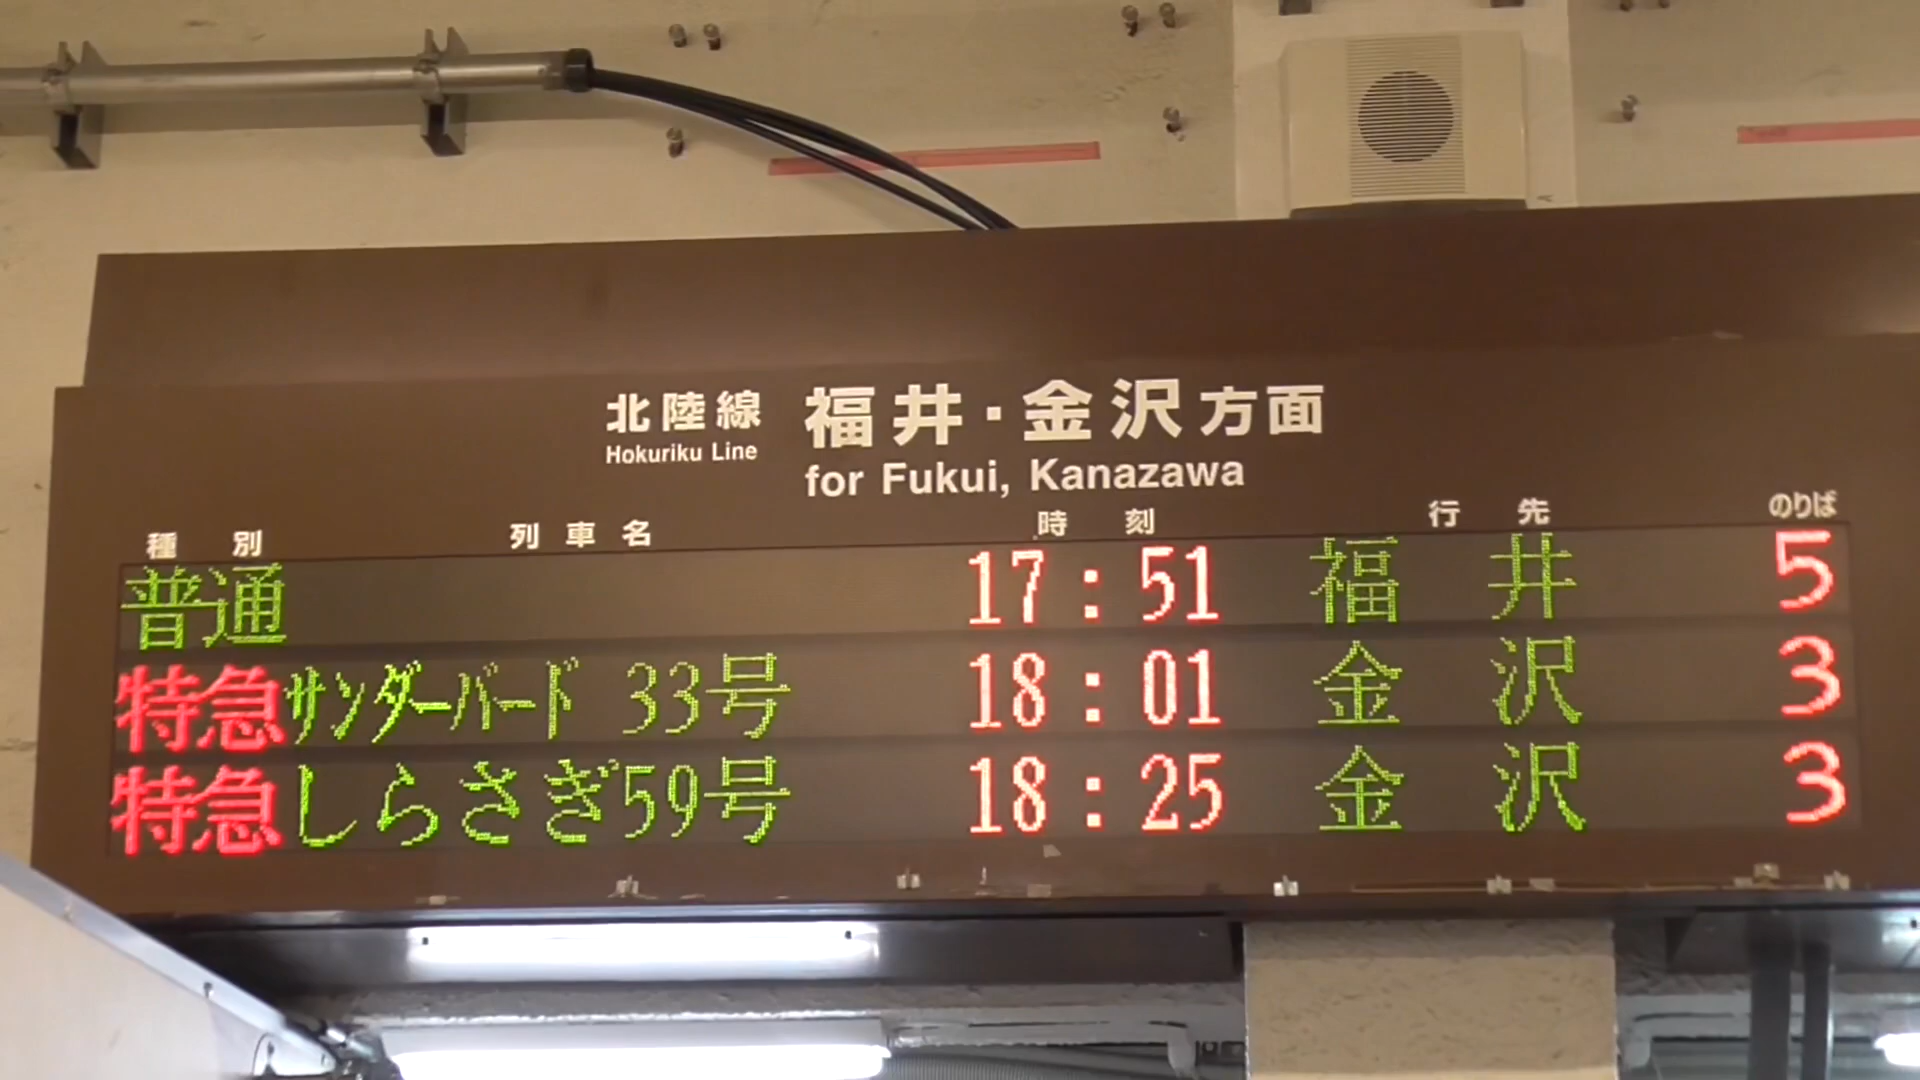 北陸線 福井・金沢方面
Hokuriku Line for Fukui, Kanazawa
種別 列車名 時刻 行先 のりば
普通 17:51 福井 5
特急 サンダーバード 33号 18:01 金沢 3
特急 しらさぎ 59号 18:25 金沢 3